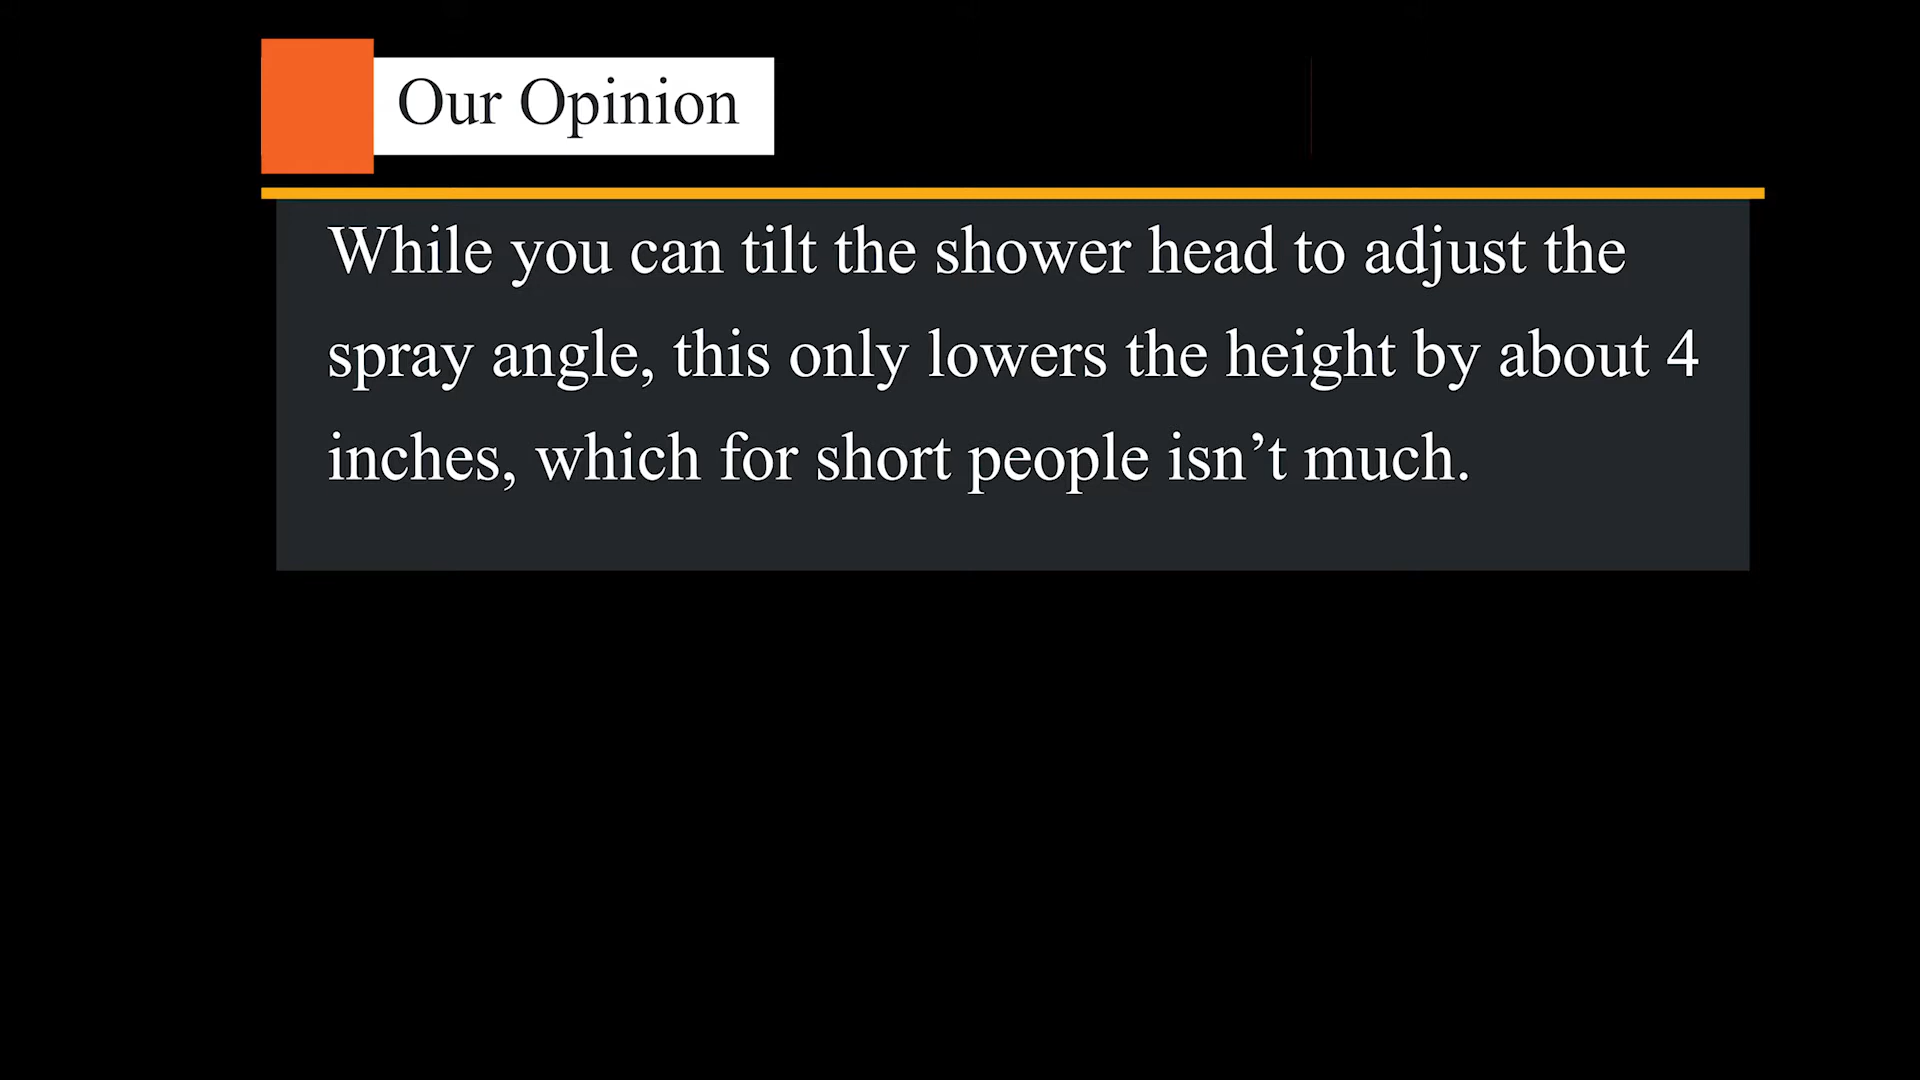 Our Opinion
While you can tilt the shower head to adjust the
spray angle, this only lowers the height by about 4
inches, which for short people isn’t much.